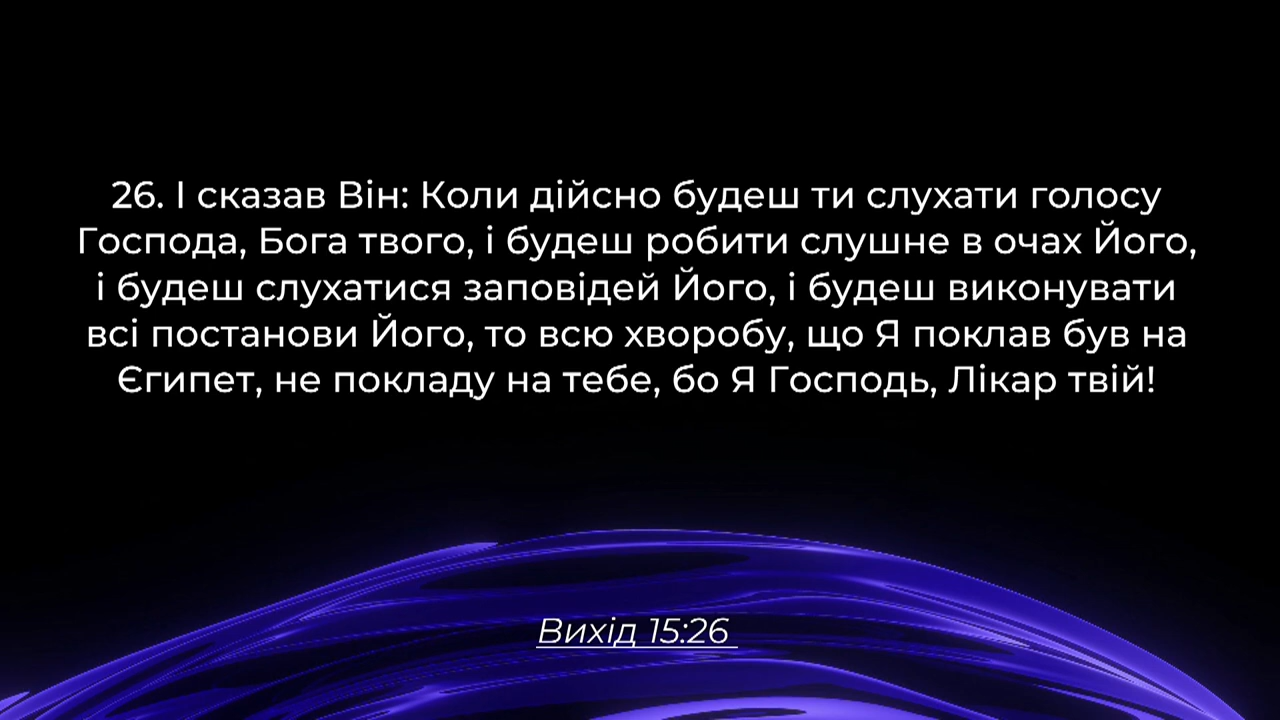 26. І сказав Він: Коли дійсно будеш ти слухати голосу
Господа, Бога твого, і будеш робити слушне в очах Його,
і будеш слухатися заповідей Його, і будеш виконувати
всі постанови Його, то всю хворобу, що Я поклав був на
Єгипет, не покладу на тебе, бо Я Господь, Лікар твій!
Вихід 15:26